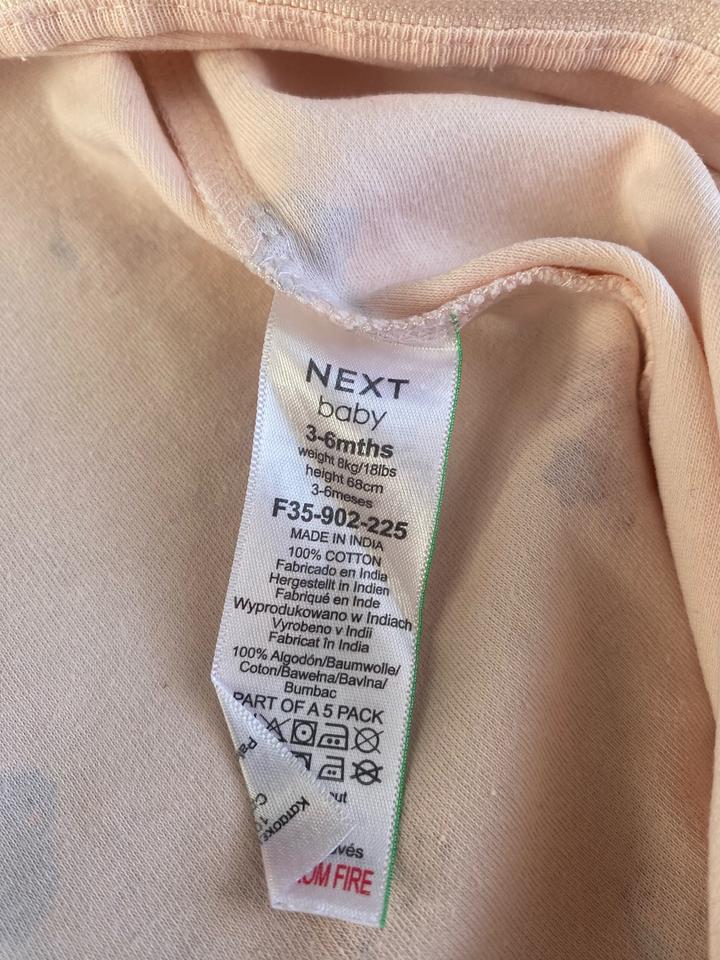 NEXT
baby
3-6mths
weight 8kg/18lbs
height 68cm
3-6meses
F35-902-225
MADE IN INDIA
100% COTTON
Fabricado en India
Hergestellt in Indien
Fabriqué en Inde
Wyprodukowano w Indiach
Vyrobeno v Indii
Fabricat în India
100% Algodón/Baumwolle/
Coton/Bawełna/Bavlna/
Bumbac
PART OF A 5 PACK
FIRE